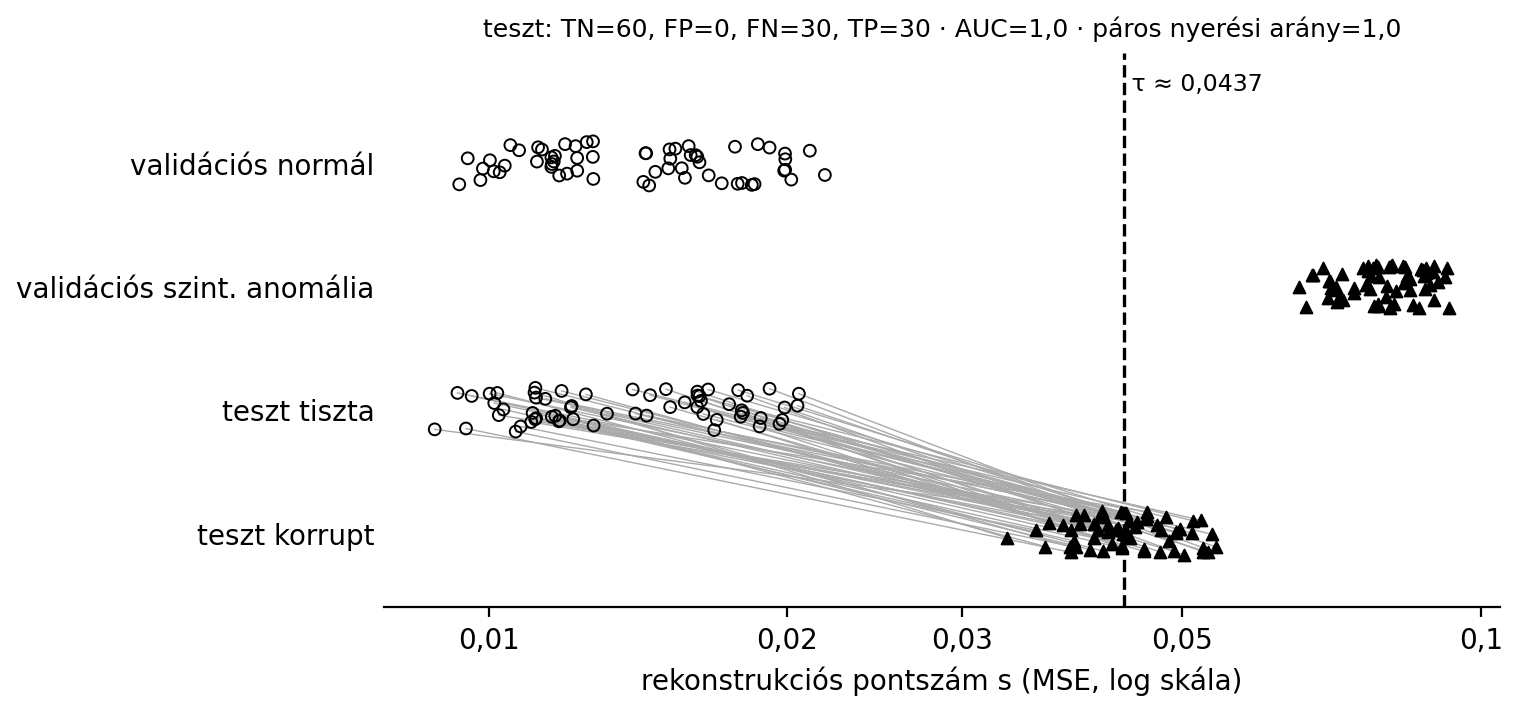 teszt: TN=60, FP=0, FN=30, TP=30 · AUC=1,0 · páros nyerési arány=1,0
τ ≈ 0,0437
validációs normál
validációs szint. anomália
teszt tiszta
teszt korrupt
0,01 0,02 0,03 0,05 0,1
rekonstrukciós pontszám s (MSE, log skála)